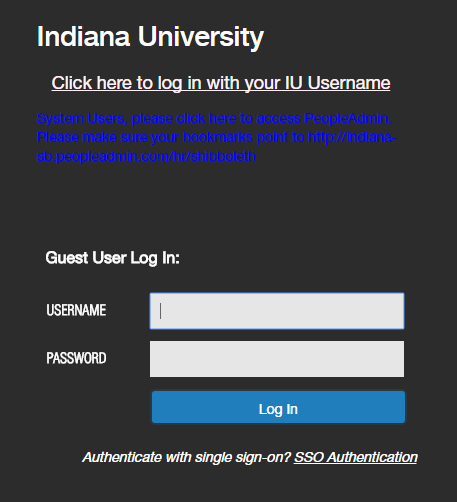 Indiana University
Click here to log in with your IU Username
System Users, please click here to access PeopleAdmin.
Please make sure your bookmarks point to http://indiana-
sb.peopleadmin.com/hr/shibboleth
Guest User Log In:
USERNAME
PASSWORD
Log In
Authenticate with single sign-on? SSO Authentication